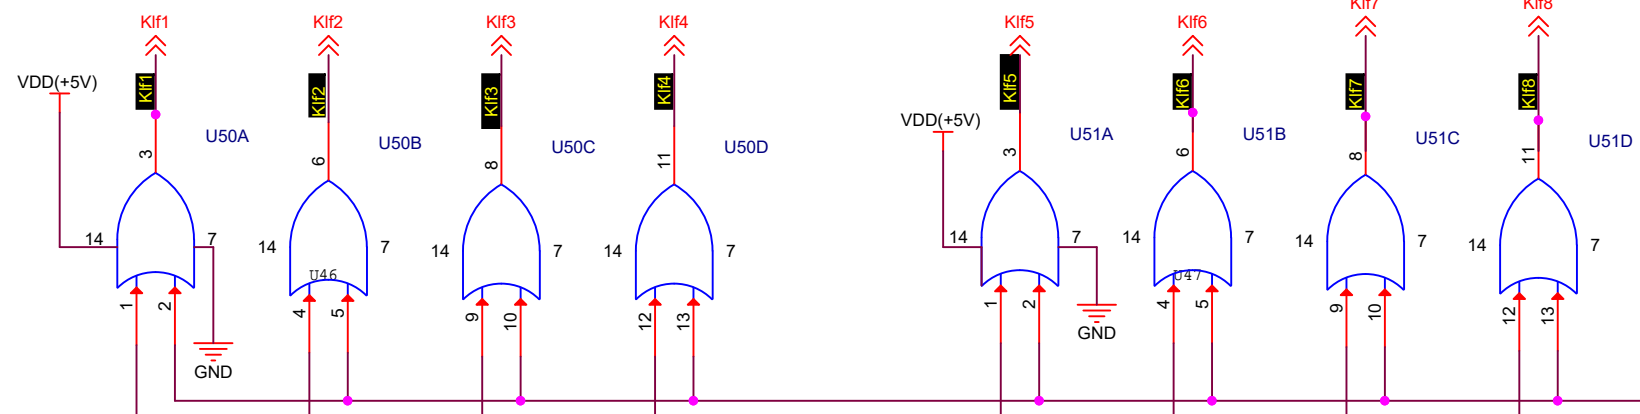 Klf1 Klf2 Klf3 Klf4 Klf5 Klf6 Klf7 Klf8
VDD(+5V) Klf1 Klf2 Klf3 Klf4 Klf5 Klf6 Klf7 Klf8
VDD(+5V)
U50A U50B U50C U50D U51A U51B U51C U51D
3 6 8 11 3 6 8 11
14 7 14 7 14 7 14 7 14 7 14 7 14 7 14 7
U46 U47
1 2 4 5 9 10 12 13 1 2 4 5 9 10 12 13
GND
GND